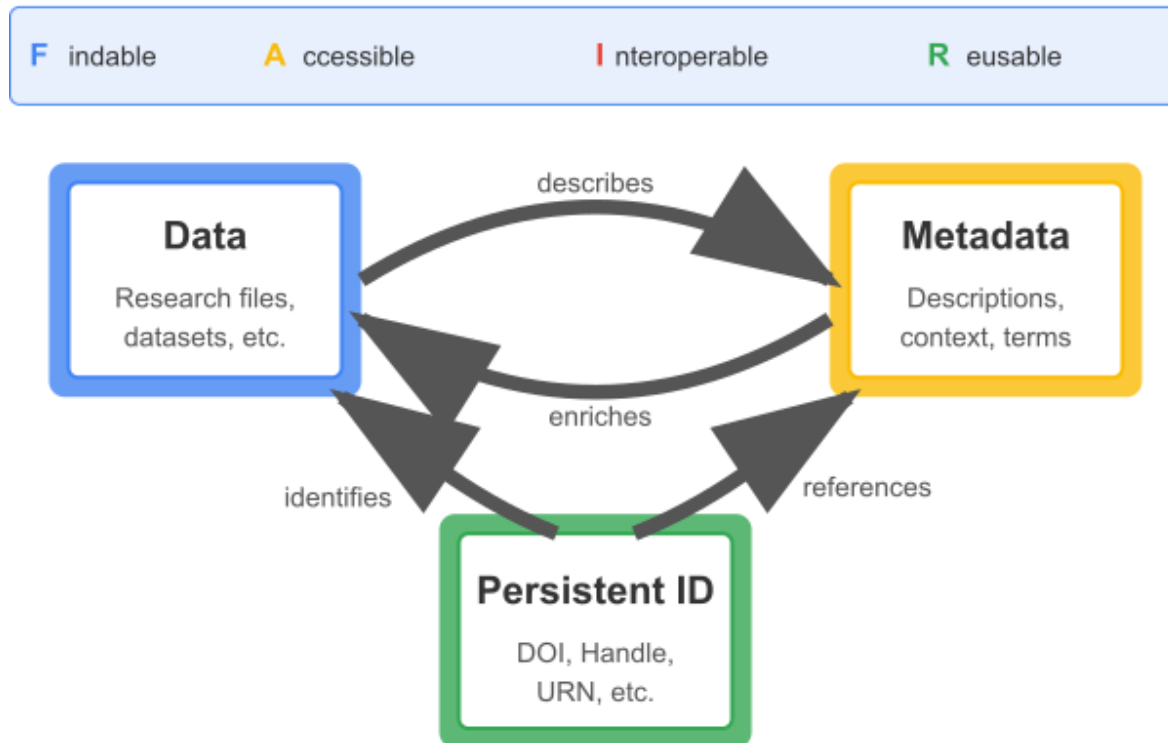 F indable A ccessible I nteroperable R eusable
describes
Data
Research files,
datasets, etc.
Metadata
Descriptions,
context, terms
enriches
identifies
references
Persistent ID
DOI, Handle,
URN, etc.